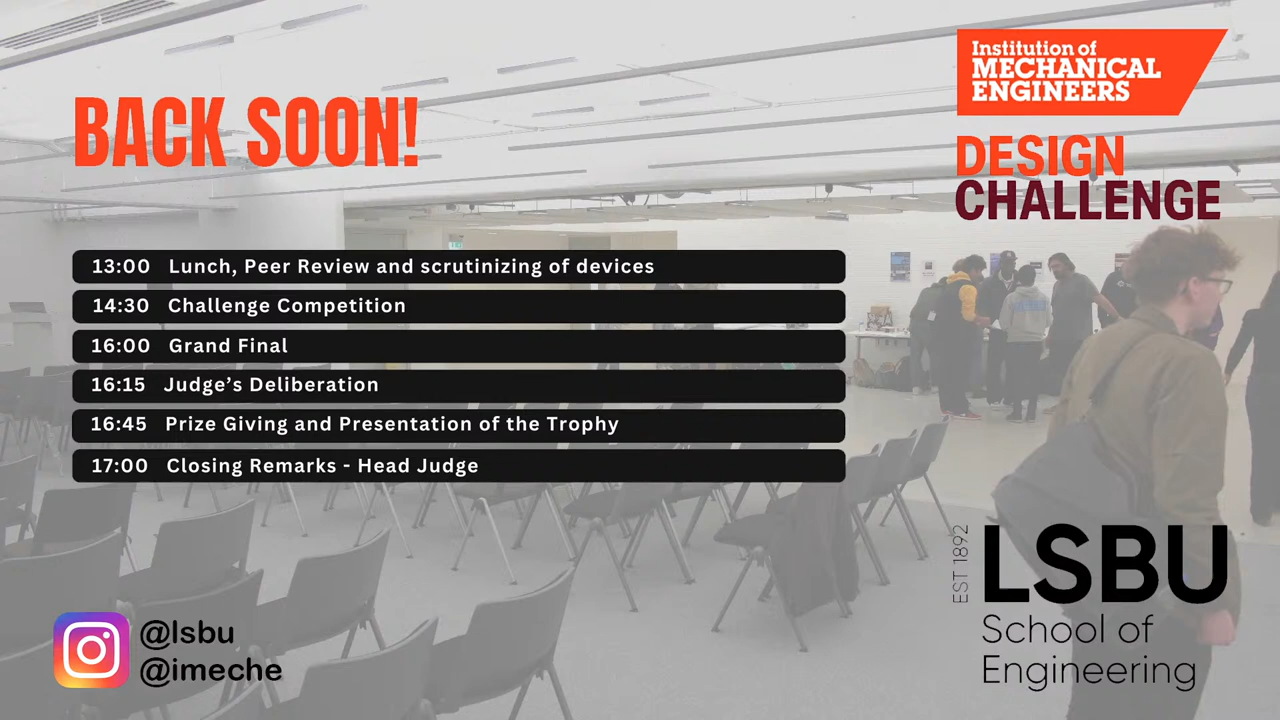 BACK SOON!
Institution of
MECHANICAL
ENGINEERS
DESIGN
CHALLENGE
13:00 Lunch, Peer Review and scrutinizing of devices
14:30 Challenge Competition
16:00 Grand Final
16:15 Judge’s Deliberation
16:45 Prize Giving and Presentation of the Trophy
17:00 Closing Remarks - Head Judge
EST 1892
LSBU
School of
Engineering
@lsbu
@imeche